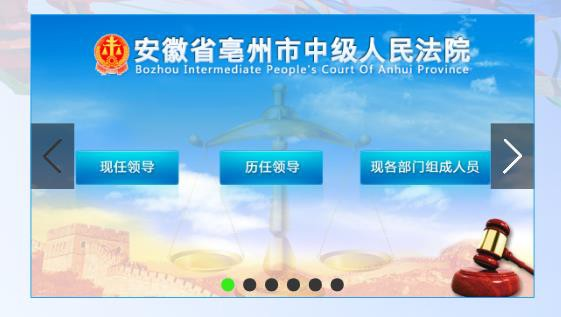 安徽省亳州市中级人民法院
Bozhou Intermediate People's Court Of Anhui Province
现任领导
历任领导
现各部门组成人员